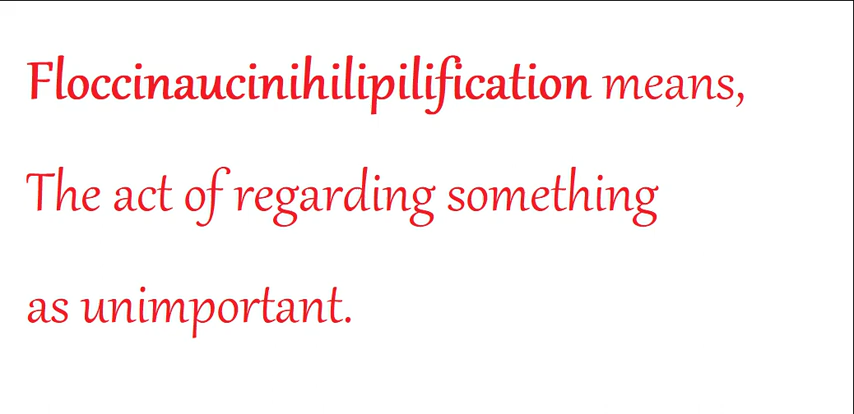 Floccinaucinihilipilification means,
The act of regarding something
as unimportant.